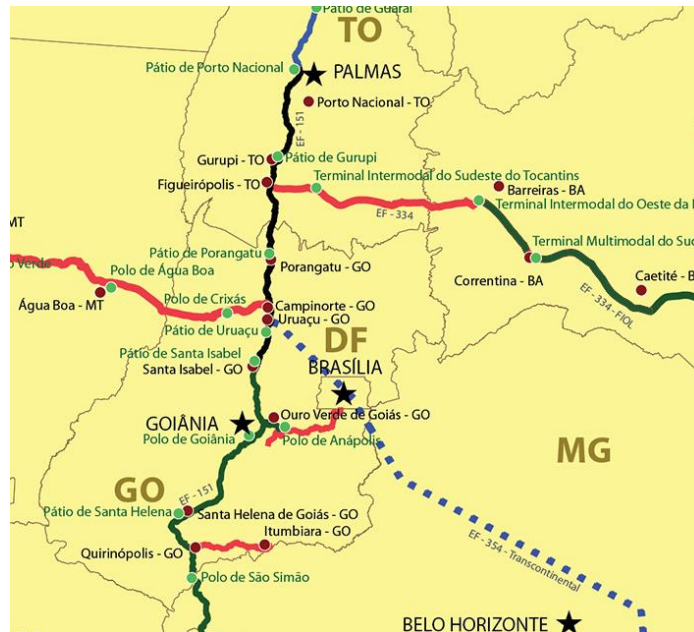 Pátio de Guaraí
TO
Pátio de Porto Nacional
PALMAS
Porto Nacional - TO
EF - 151
Gurupi - TO
Pátio de Gurupi
Figueirópolis - TO
Terminal Intermodal do Sudeste do Tocantins
Barreiras - BA
Terminal Intermodal do Oeste da
EF - 334
MT
Pátio de Porangatu
Terminal Multimodal do Su
o Verde
Polo de Água Boa
Porangatu - GO
Correntina - BA
Caetité - B
Água Boa - MT
Polo de Crixás
Campinorte - GO
Uruaçu - GO
EF - 334 - FIOL
Pátio de Uruaçu
DF
Pátio de Santa Isabel
Santa Isabel - GO
BRASÍLIA
GOIÂNIA
Ouro Verde de Goiás - GO
Polo de Goiânia
Polo de Anápolis
MG
GO
EF - 151
Pátio de Santa Helena
Santa Helena de Goiás - GO
Itumbiara - GO
Quirinópolis - GO
EF - 354 - Transcontinental
Polo de São Simão
BELO HORIZONTE